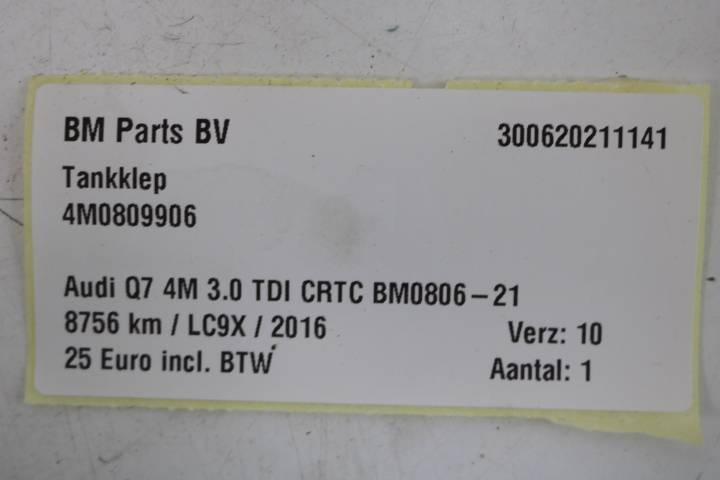 BM Parts BV 300620211141
Tankklep
4M0809906
Audi Q7 4M 3.0 TDI CRTC BM0806-21
8756 km / LC9X / 2016 Verz: 10
25 Euro incl. BTW Aantal: 1